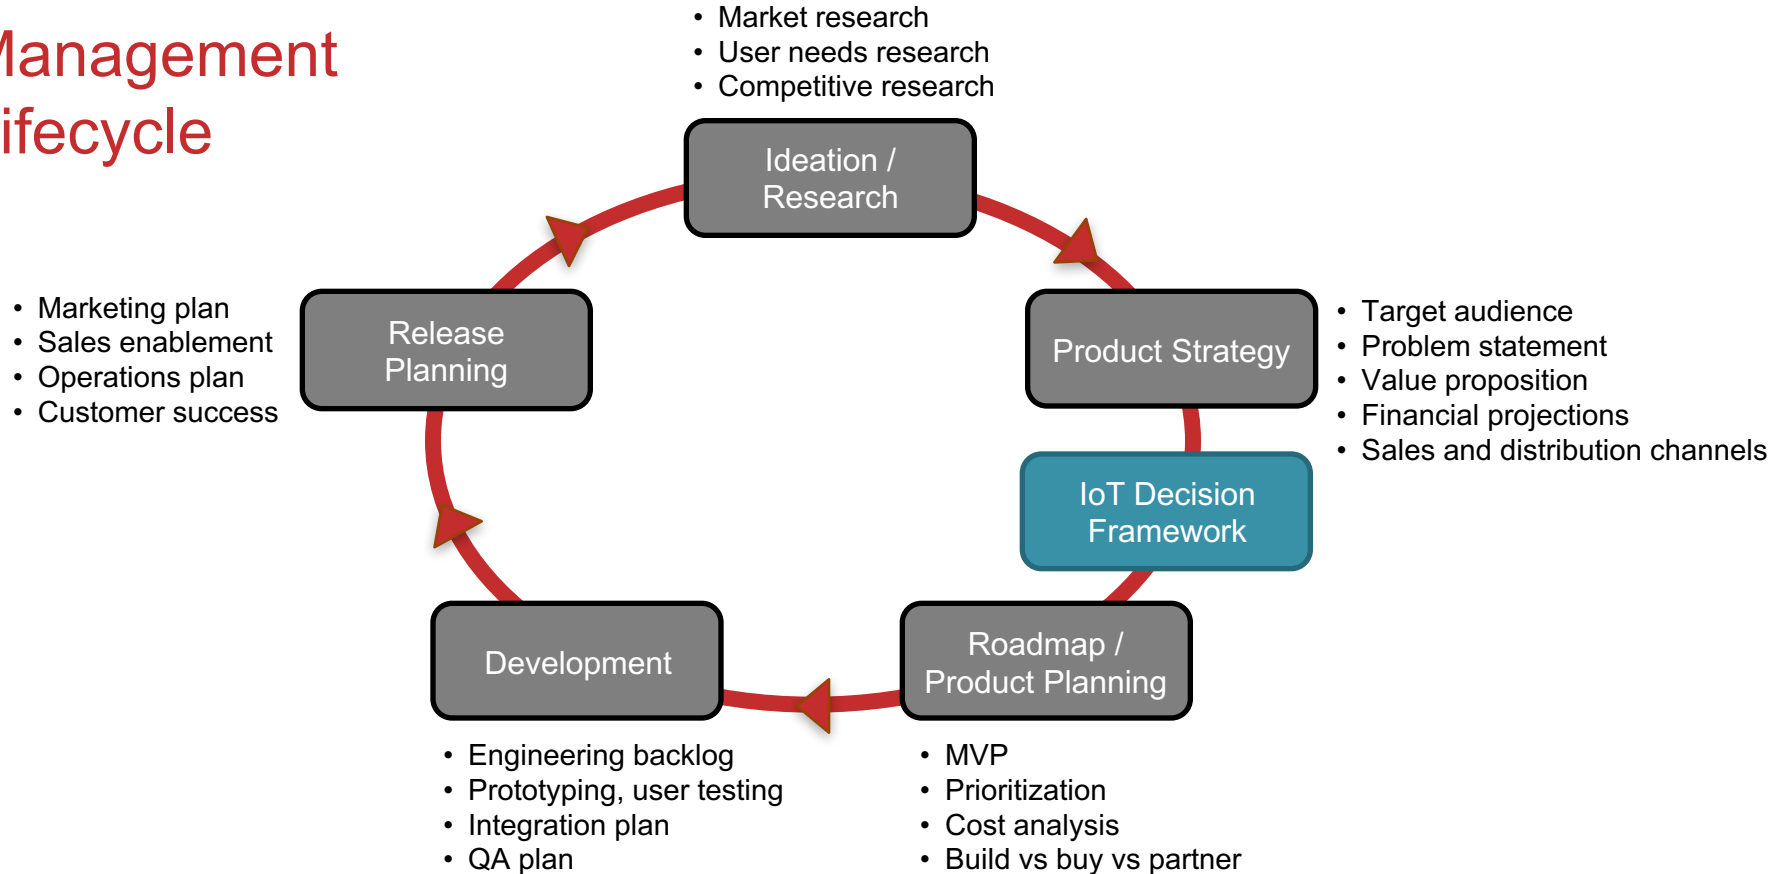 Management
ifecycle
• Market research
• User needs research
• Competitive research
Ideation /
Research
Product Strategy
• Target audience
• Problem statement
• Value proposition
• Financial projections
• Sales and distribution channels
IoT Decision
Framework
Roadmap /
Product Planning
• MVP
• Prioritization
• Cost analysis
• Build vs buy vs partner
Development
• Engineering backlog
• Prototyping, user testing
• Integration plan
• QA plan
Release
Planning
• Marketing plan
• Sales enablement
• Operations plan
• Customer success